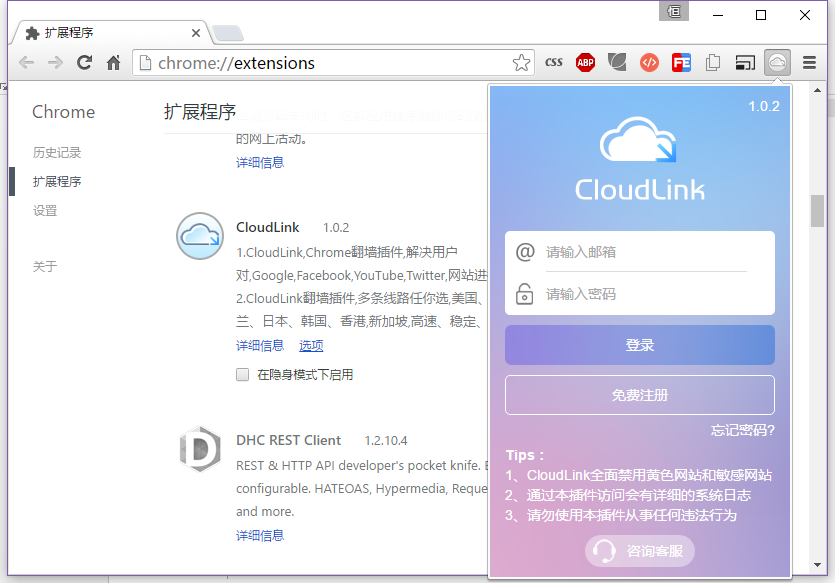 扩展程序
chrome://extensions
CSS
ABP
FE
Chrome
历史记录
扩展程序
设置
关于
扩展程序
的网上活动。
详细信息
CloudLink 1.0.2
1.CloudLink,Chrome翻墙插件,解决用户
对,Google,Facebook,YouTube,Twitter,网站进
2.CloudLink翻墙插件,多条线路任你选,美国、
兰、日本、韩国、香港,新加坡,高速、稳定、
详细信息 选项
在隐身模式下启用
DHC REST Client 1.2.10.4
REST & HTTP API developer's pocket knife.
configurable. HATEOAS, Hypermedia, Reque
and more.
详细信息
1.0.2
CloudLink
请输入邮箱
请输入密码
登录
免费注册
忘记密码?
Tips：
1、CloudLink全面禁用黄色网站和敏感网站
2、通过本插件访问会有详细的系统日志
3、请勿使用本插件从事任何违法行为
咨询客服